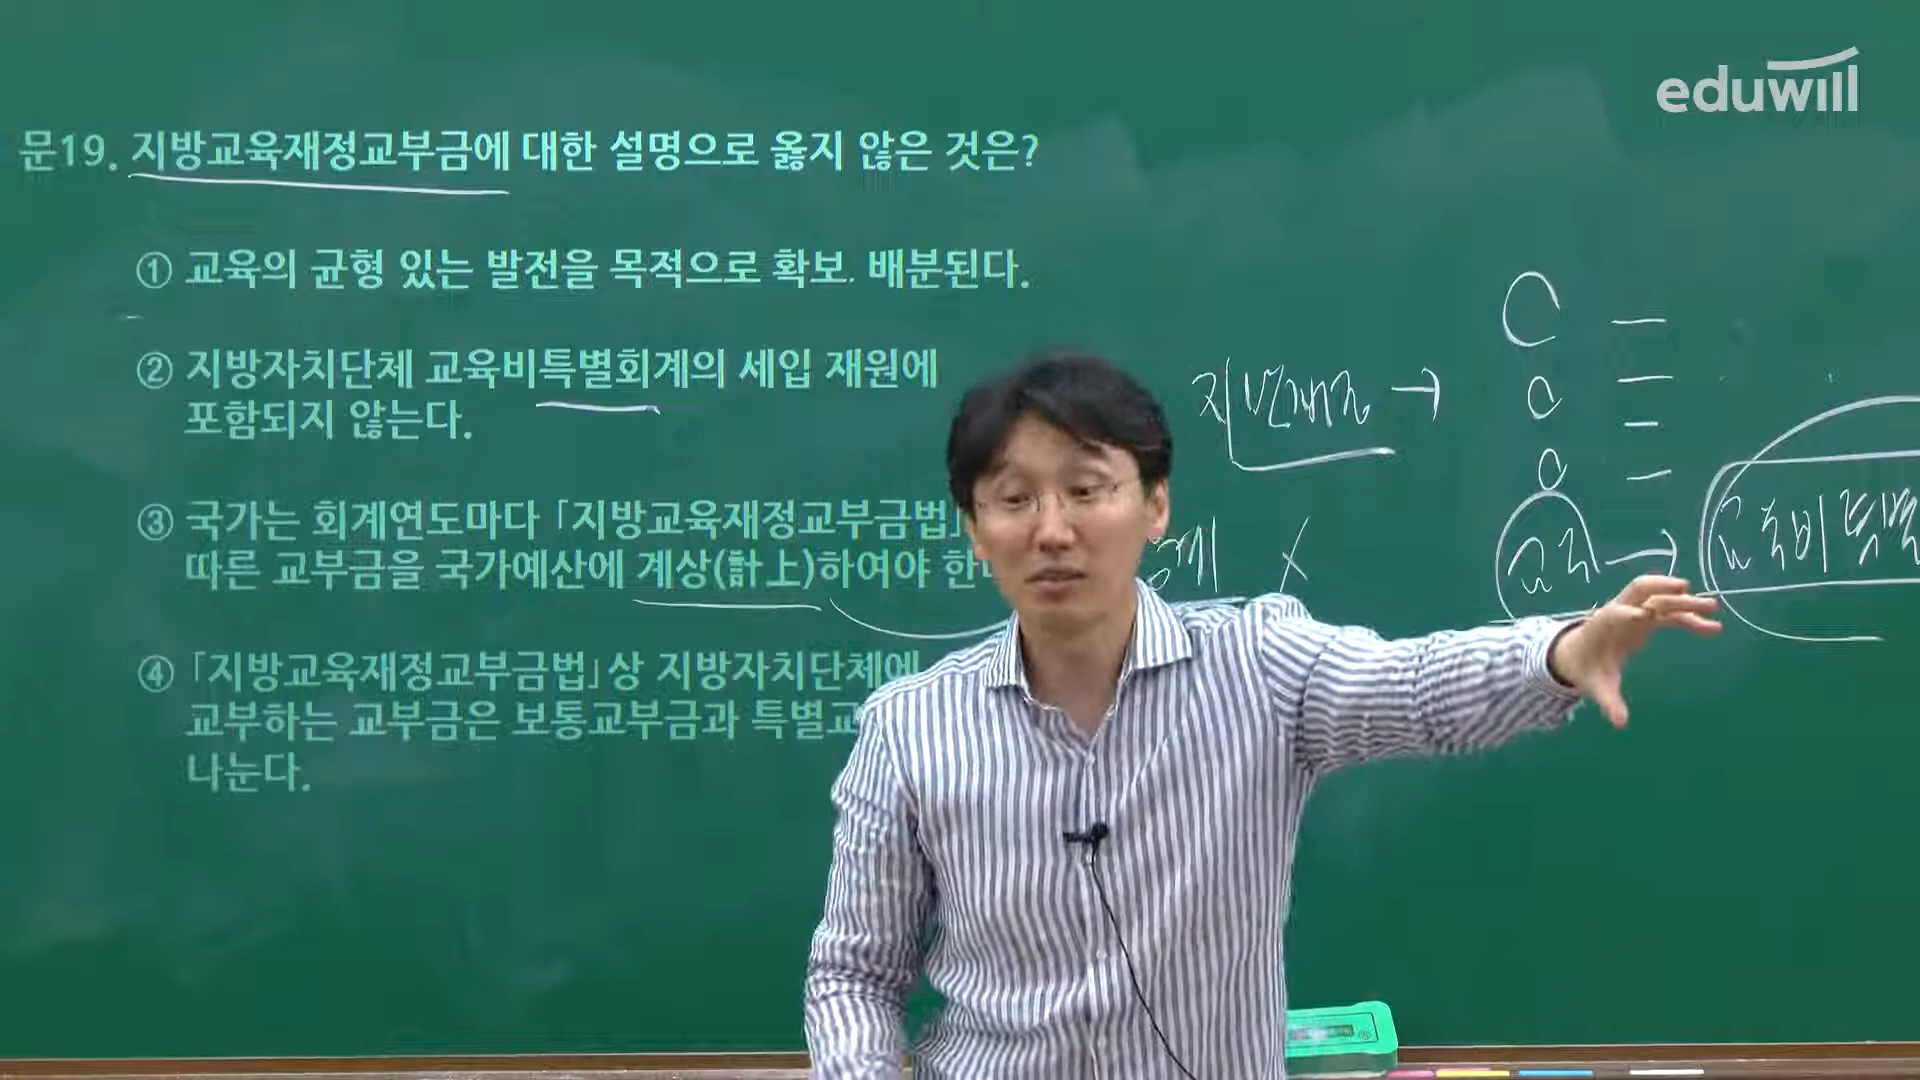 eduwill
문19. 지방교육재정교부금에 대한 설명으로 옳지 않은 것은?
① 교육의 균형 있는 발전을 목적으로 확보. 배분된다.
② 지방자치단체 교육비특별회계의 세입 재원에
포함되지 않는다.
③ 국가는 회계연도마다 「지방교육재정교부금법」
따른 교부금을 국가예산에 계상(計上)하여야
④ 「지방교육재정교부금법」상 지방자치단체에
교부하는 교부금은 보통교부금과
나눈다.